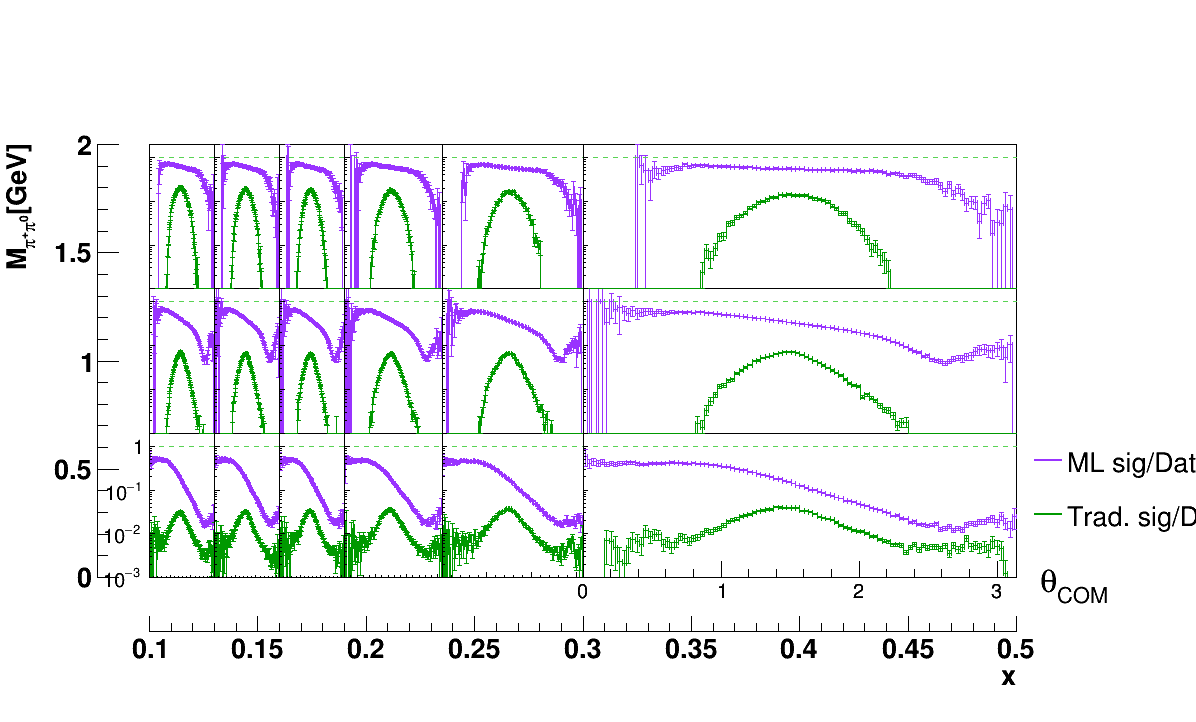 M_{π⁺π⁰}[GeV]
2
1.5
1
0.5
0
1
10⁻¹
10⁻²
10⁻³
ML sig/Dat
Trad. sig/D
0 1 2 3
θ_{COM}
0.1 0.15 0.2 0.25 0.3 0.35 0.4 0.45 0.5
x